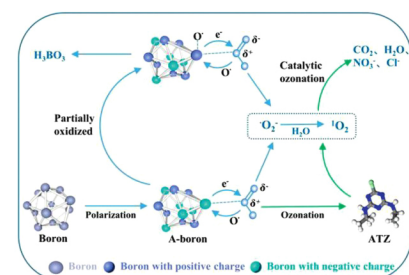 O· e⁻ δ⁻
Catalytic
ozonation
CO₂、H₂O、
NO₃⁻、Cl⁻
H₃BO₃
δ⁺
O·
Partially
oxidized
·O₂⁻ H₂O ¹O₂
e⁻ δ⁻
δ⁺
Polarization
O·
Ozonation
Boron
A-boron
ATZ
Boron Boron with positive charge Boron with negative charge